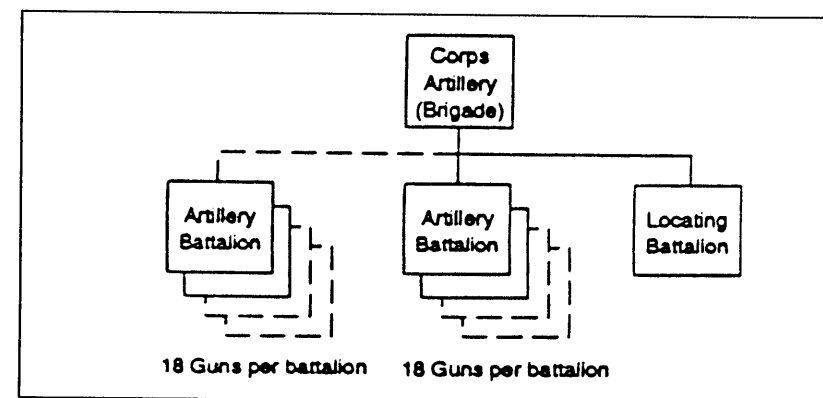 Corps
Artillery
(Brigade)
Artillery
Battalion
Artillery
Battalion
Locating
Battalion
18 Guns per battalion
18 Guns per battalion